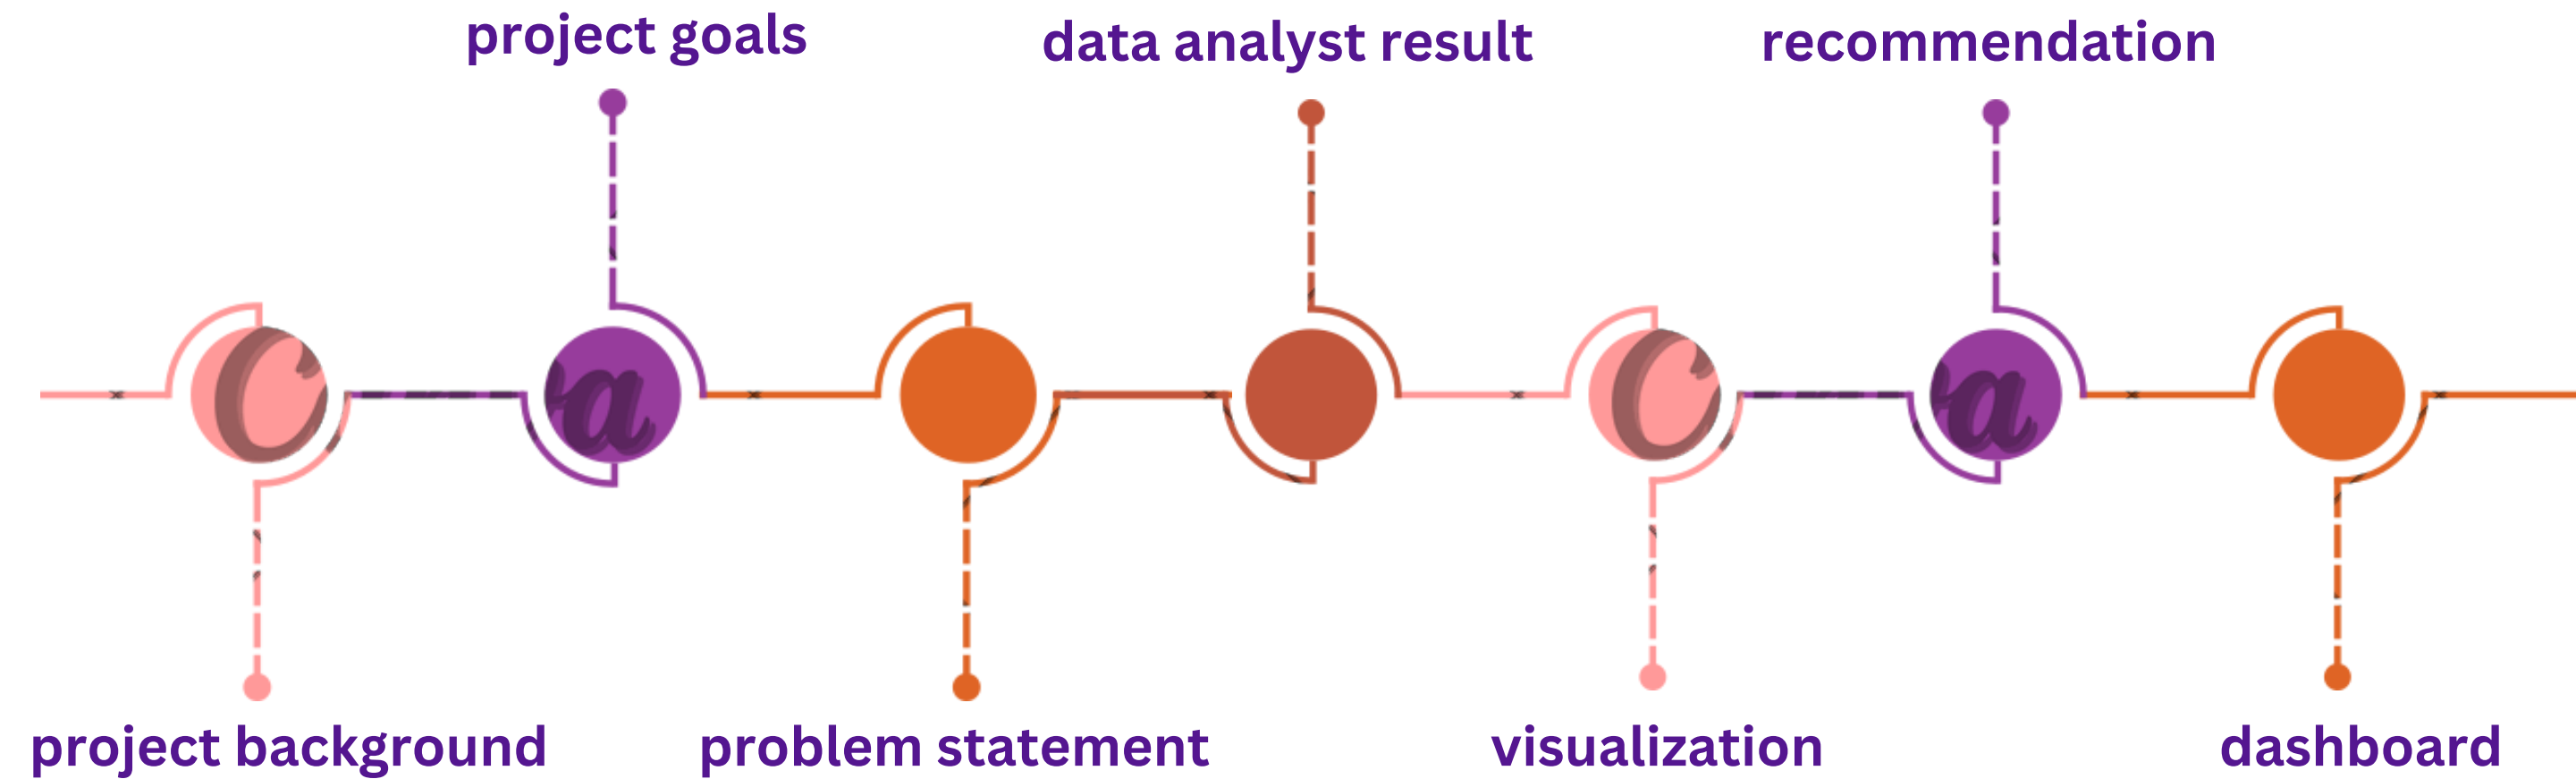 project goals
data analyst result
recommendation
C
a
C
a
project background
problem statement
visualization
dashboard